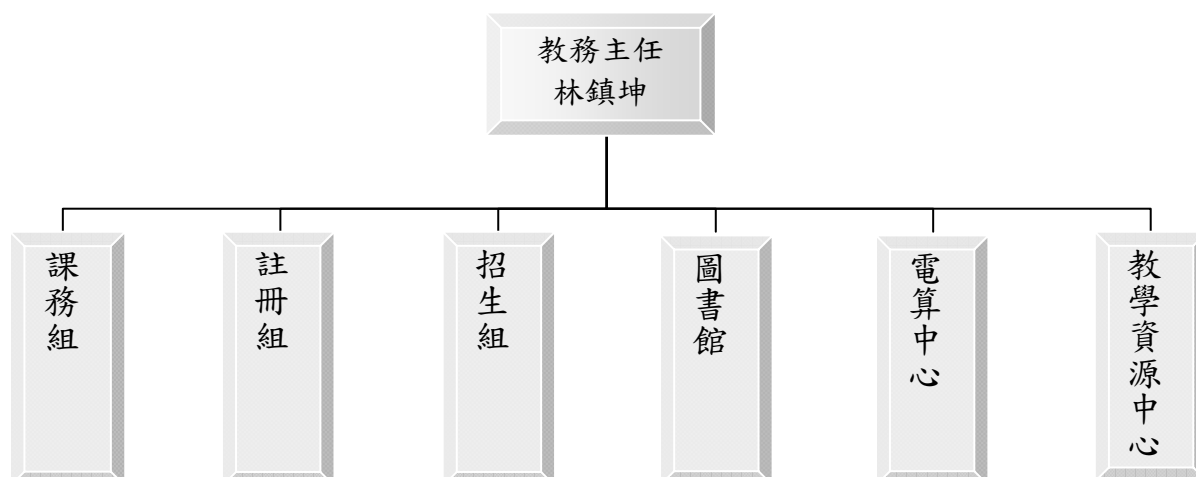 教務主任
林鎮坤
課務組
註冊組
招生組
圖書館
電算中心
教學資源中心